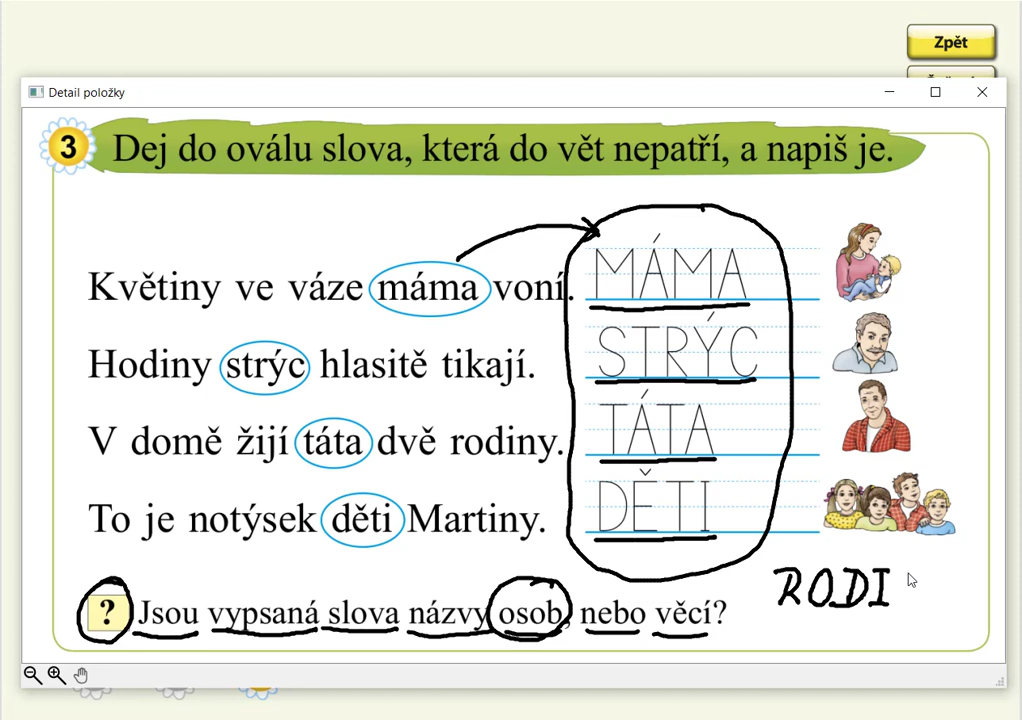 Zpět
Detail položky
3 Dej do oválu slova, která do vět nepatří, a napiš je.
Květiny ve váze máma voní. MÁMA
Hodiny strýc hlasitě tikají. STRÝC
V domě žijí táta dvě rodiny. TÁTA
To je notýsek děti Martiny. DĚTI
RODI
? Jsou vypsaná slova názvy osob, nebo věcí?